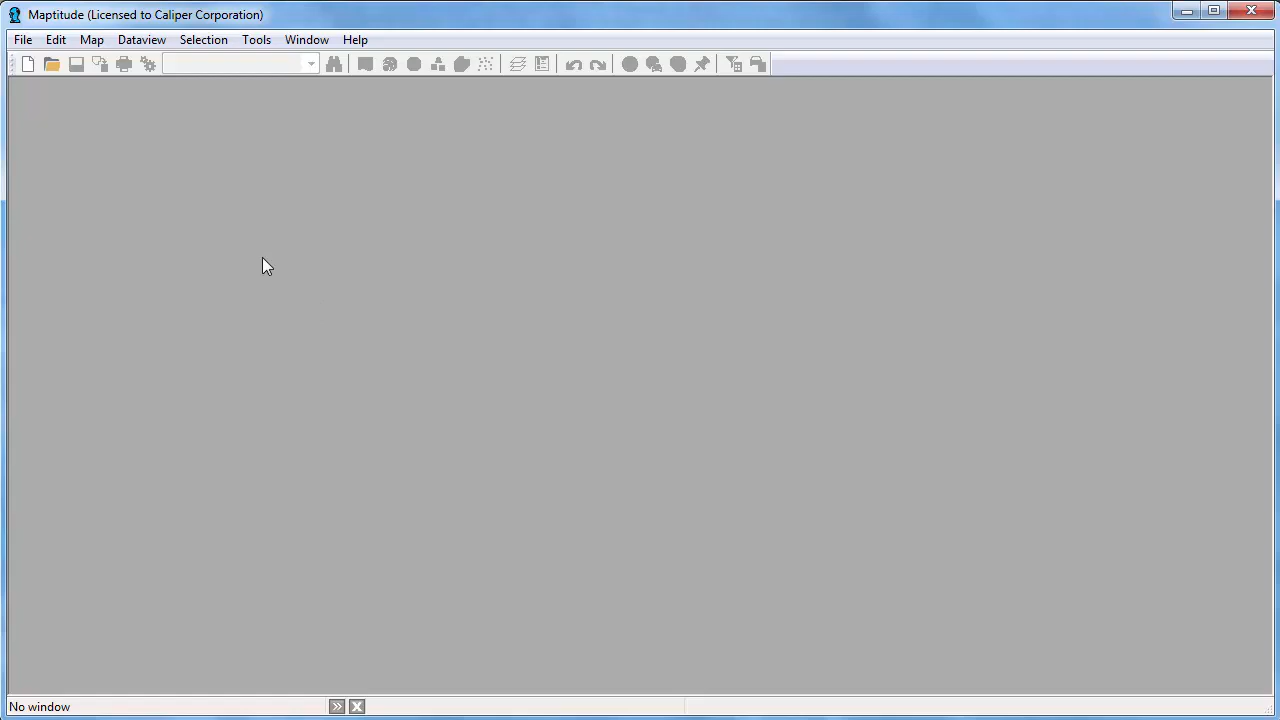 Maptitude (Licensed to Caliper Corporation)
File Edit Map Dataview Selection Tools Window Help
No window